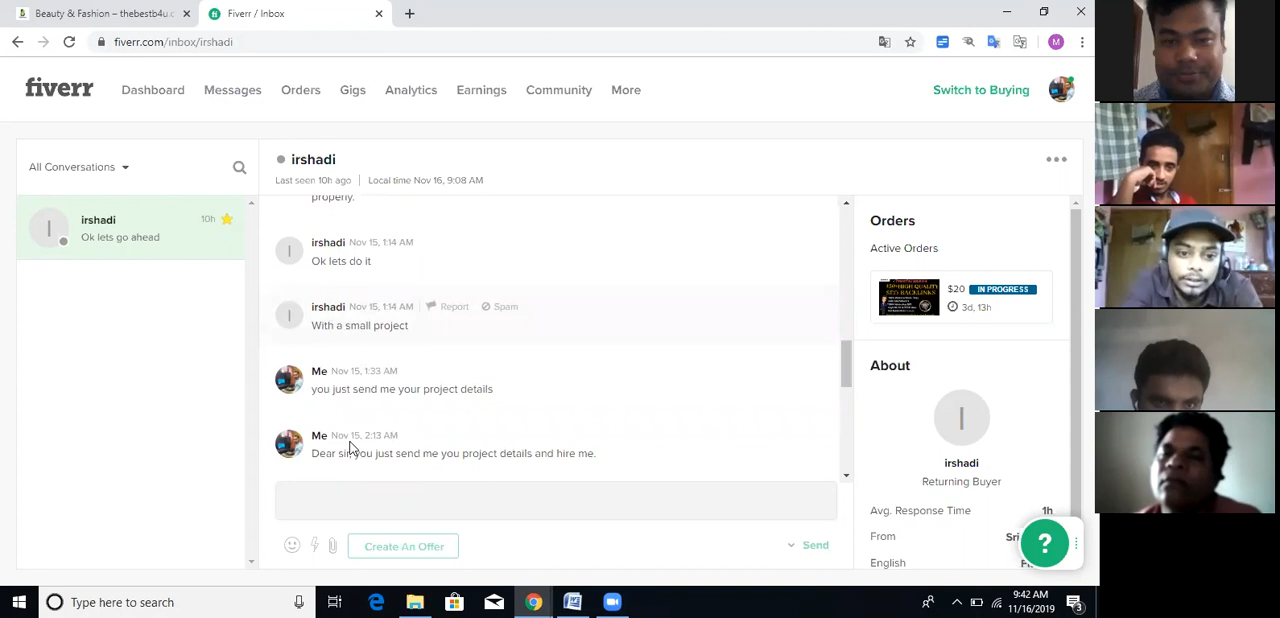 Beauty & Fashion – thebestb4u.c
Fiverr / Inbox
fiverr.com/inbox/irshadi
M
fiverr
Dashboard
Messages
Orders
Gigs
Analytics
Earnings
Community
More
Switch to Buying
All Conversations
irshadi
Last seen 10h ago
Local time Nov 16, 9:08 AM
I
irshadi
10h
Ok lets go ahead
properly.
I
irshadi Nov 15, 1:14 AM
Ok lets do it
I
irshadi Nov 15, 1:14 AM Report Spam
With a small project
Me Nov 15, 1:33 AM
you just send me your project details
Me Nov 15, 2:13 AM
Dear sir you just send me you project details and hire me.
Create An Offer
Send
Orders
Active Orders
HIGH QUALITY
SEO BACKLINKS
$20 IN PROGRESS
3d, 13h
About
I
irshadi
Returning Buyer
Avg. Response Time 1h
From Sri
English
?
Type here to search
9:42 AM
11/16/2019
3